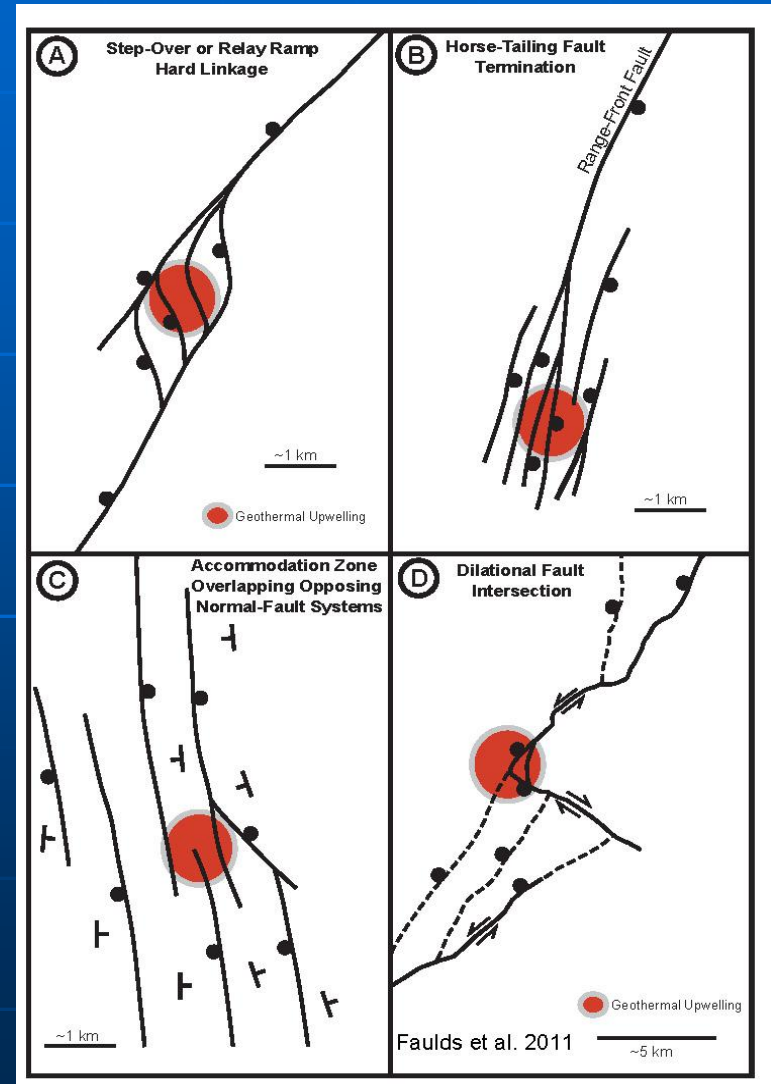 A
Step-Over or Relay Ramp
Hard Linkage
~1 km
Geothermal Upwelling
B
Horse-Tailing Fault
Termination
Range-Front Fault
~1 km
C
Accommodation Zone
Overlapping Opposing
Normal-Fault Systems
~1 km
D
Dilational Fault
Intersection
Geothermal Upwelling
Faulds et al. 2011
~5 km